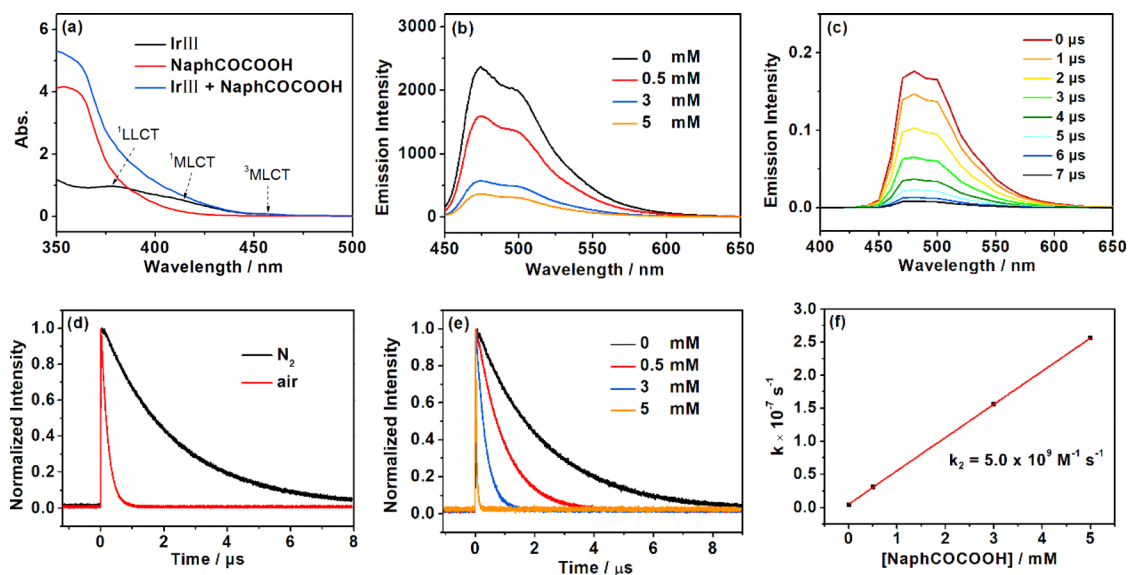 (a)
IrIII
NaphCOCOOH
IrIII + NaphCOCOOH
¹LLCT
¹MLCT
³MLCT
Abs.
6
4
2
0
350 400 450 500
Wavelength / nm
(b)
0 mM
0.5 mM
3 mM
5 mM
Emission Intensity
3000
2000
1000
0
450 500 550 600 650
Wavelength / nm
(c)
0 µs
1 µs
2 µs
3 µs
4 µs
5 µs
6 µs
7 µs
Emission Intensity
0.2
0.1
0.0
400 450 500 550 600 650
Wavelength / nm
(d)
N₂
air
Normalized Intensity
1.0
0.8
0.6
0.4
0.2
0.0
0 2 4 6 8
Time / µs
(e)
0 mM
0.5 mM
3 mM
5 mM
Normalized Intensity
1.0
0.8
0.6
0.4
0.2
0.0
0 2 4 6 8
Time / µs
(f)
k₂ = 5.0 x 10⁹ M⁻¹ s⁻¹
k × 10⁻⁷ s⁻¹
3.0
2.5
2.0
1.5
1.0
0.5
0.0
0 1 2 3 4 5
[NaphCOCOOH] / mM